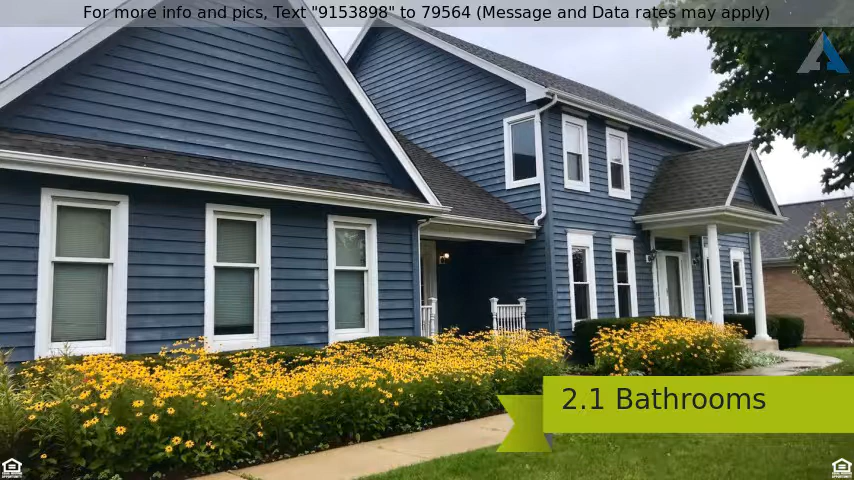 For more info and pics, Text "9153898" to 79564 (Message and Data rates may apply)
2.1 Bathrooms